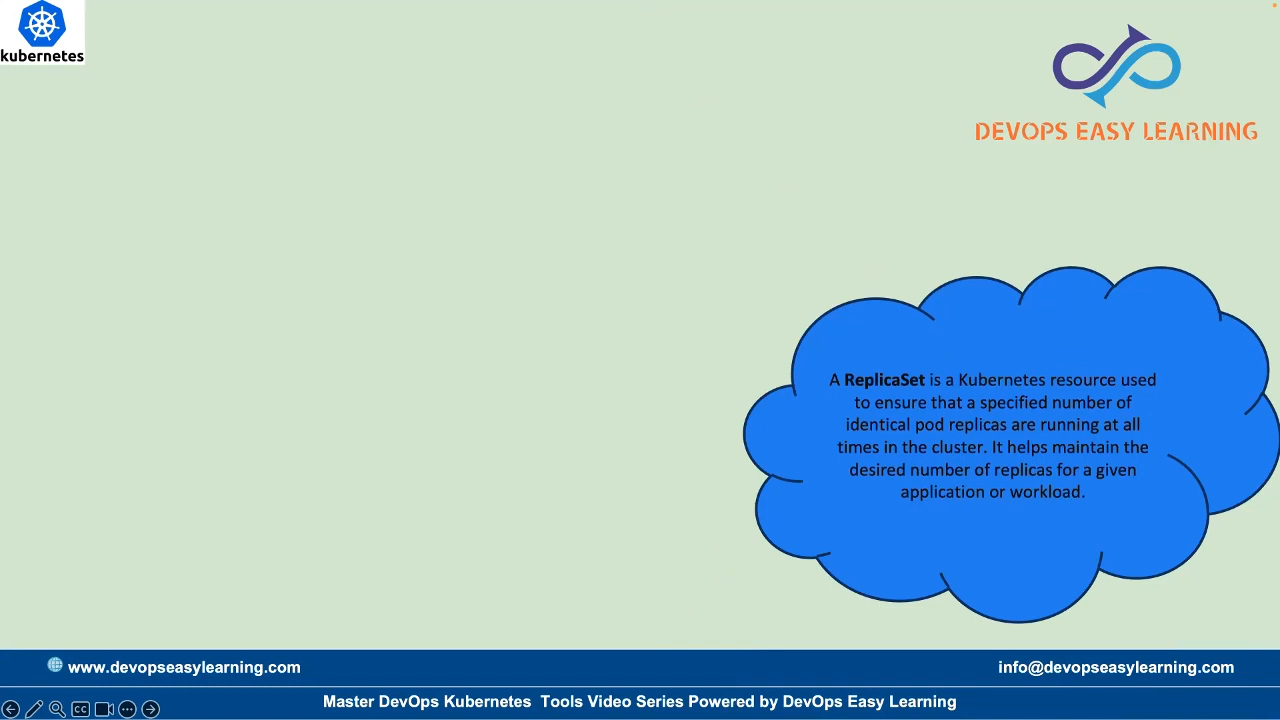 kubernetes
DEVOPS EASY LEARNING
A ReplicaSet is a Kubernetes resource used
to ensure that a specified number of
identical pod replicas are running at all
times in the cluster. It helps maintain the
desired number of replicas for a given
application or workload.
www.devopseasylearning.com
info@devopseasylearning.com
Master DevOps Kubernetes  Tools Video Series Powered by DevOps Easy Learning
CC